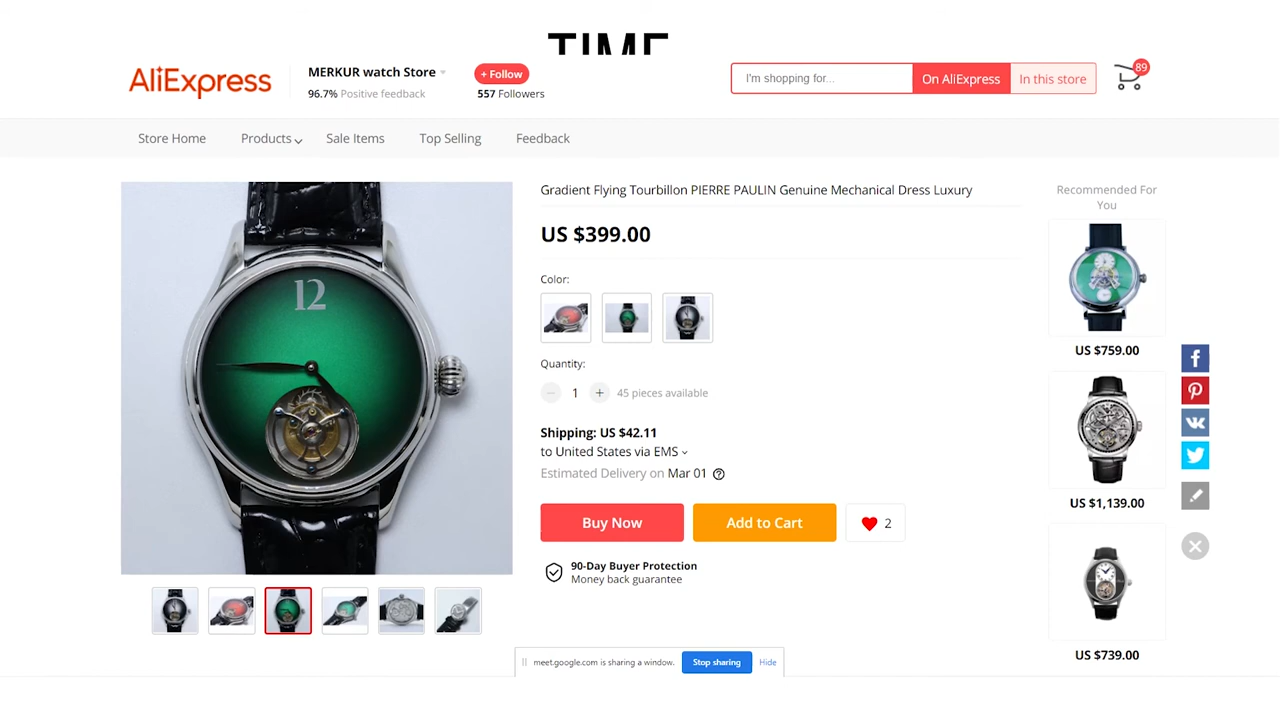 TIME
AliExpress
MERKUR watch Store
96.7% Positive feedback
+ Follow
557 Followers
I'm shopping for...
On AliExpress
In this store
89
Store Home
Products
Sale Items
Top Selling
Feedback
12
Gradient Flying Tourbillon PIERRE PAULIN Genuine Mechanical Dress Luxury
US $399.00
Color:
Quantity:
1
45 pieces available
Shipping: US $42.11
to United States via EMS
Estimated Delivery on Mar 01
Buy Now
Add to Cart
2
90-Day Buyer Protection
Money back guarantee
Recommended For
You
US $759.00
US $1,139.00
US $739.00
meet.google.com is sharing a window.
Stop sharing
Hide